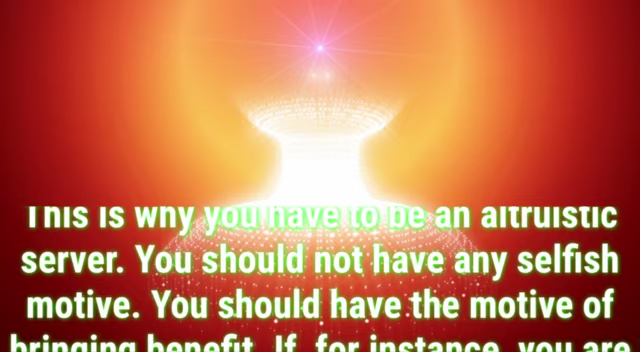 This is why you have to be an altruistic
server. You should not have any selfish
motive. You should have the motive of
bringing benefit. If, for instance, you are